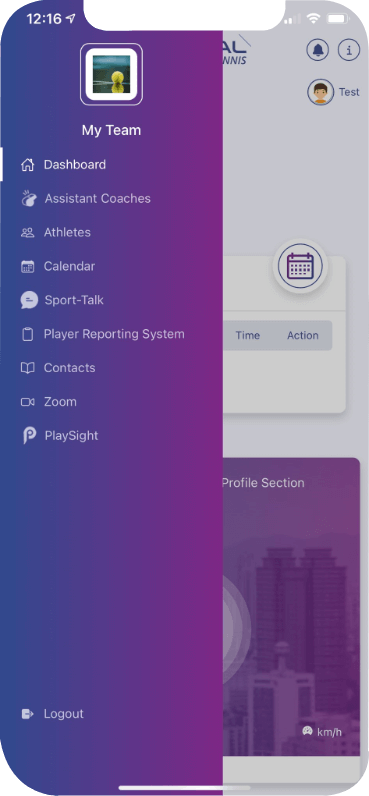 12:16
AL
NNIS
i
Test
My Team
Dashboard
Assistant Coaches
Athletes
Calendar
Sport-Talk
Player Reporting System
Time Action
Contacts
Zoom
PlaySight
Profile Section
Logout
km/h